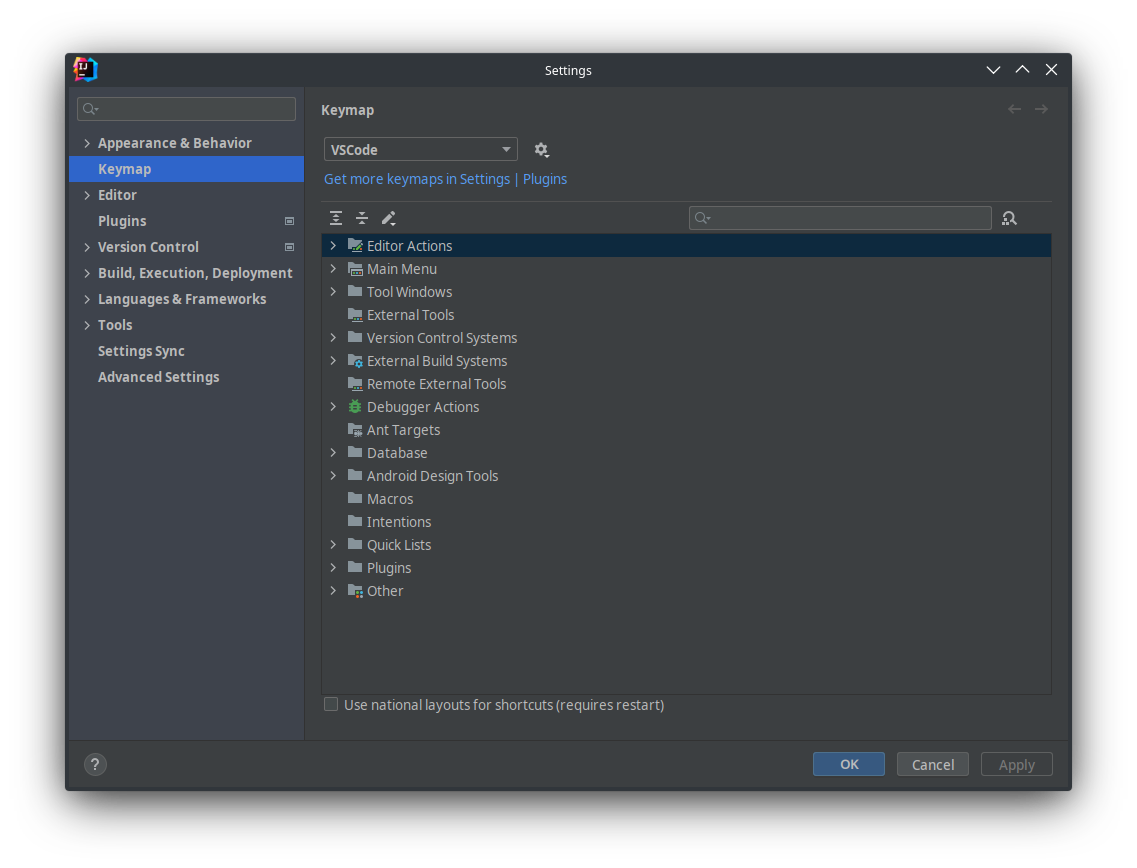 Settings
Appearance & Behavior
Keymap
Editor
Plugins
Version Control
Build, Execution, Deployment
Languages & Frameworks
Tools
Settings Sync
Advanced Settings
Keymap
VSCode
Get more keymaps in Settings | Plugins
Editor Actions
Main Menu
Tool Windows
External Tools
Version Control Systems
External Build Systems
Remote External Tools
Debugger Actions
Ant Targets
Database
Android Design Tools
Macros
Intentions
Quick Lists
Plugins
Other
Use national layouts for shortcuts (requires restart)
? OK Cancel Apply